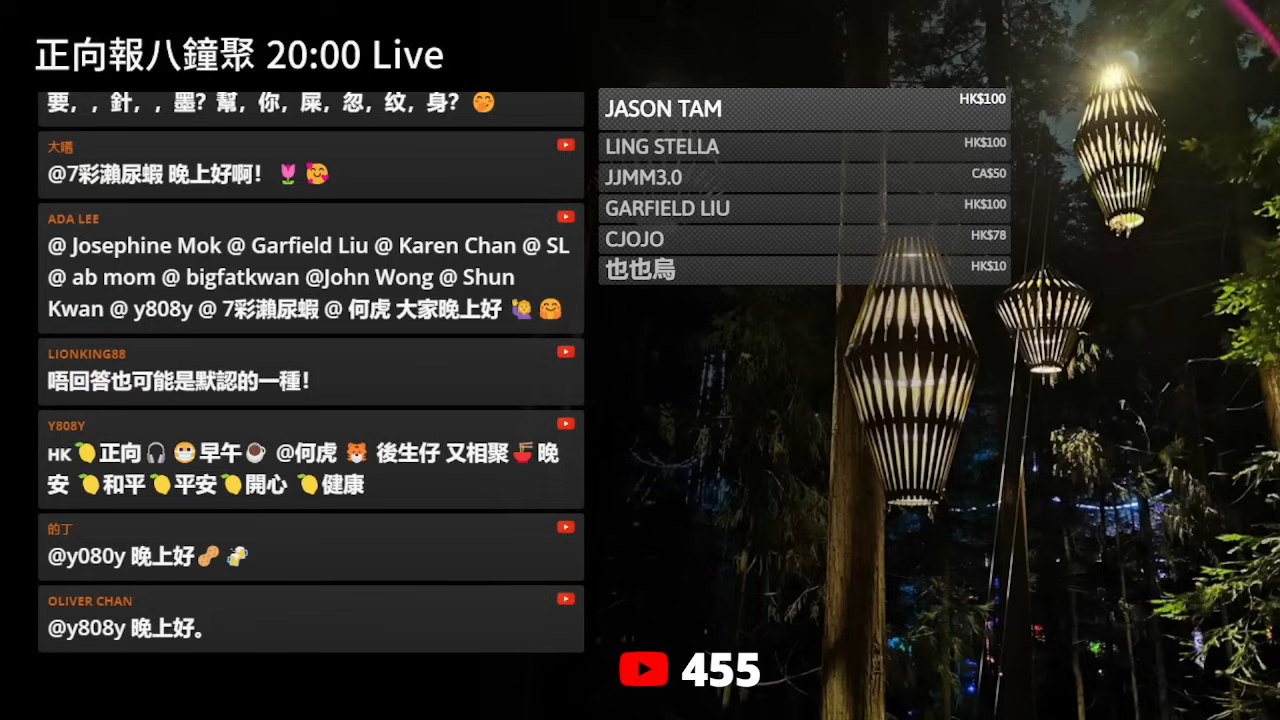 正向報八鐘聚 20:00 Live
要, , 針, , 墨? 幫, 你, 屎, 忽, 纹, 身? 🤭
大嚿
@7彩瀨尿蝦 晚上好啊! 🌷 🥰
ADA LEE
@ Josephine Mok @ Garfield Liu @ Karen Chan @ SL
@ ab mom @ bigfatkwan @John Wong @ Shun
Kwan @ y808y @ 7彩瀨尿蝦 @ 何虎 大家晚上好 🙋‍♀️ 🤗
LIONKING88
唔回答也可能是默認的一種!
Y808Y
HK🍋正向🎧 😷早午☕ @何虎 🐯 後生仔 又相聚🍜晚
安 🍋和平🍋平安🍋開心 🍋健康
的丁
@y080y 晚上好🥜 🍻
OLIVER CHAN
@y808y 晚上好。
JASON TAM HK$100
LING STELLA HK$100
JJMM3.0 CA$50
GARFIELD LIU HK$100
CJOJO HK$78
也也烏 HK$10
455